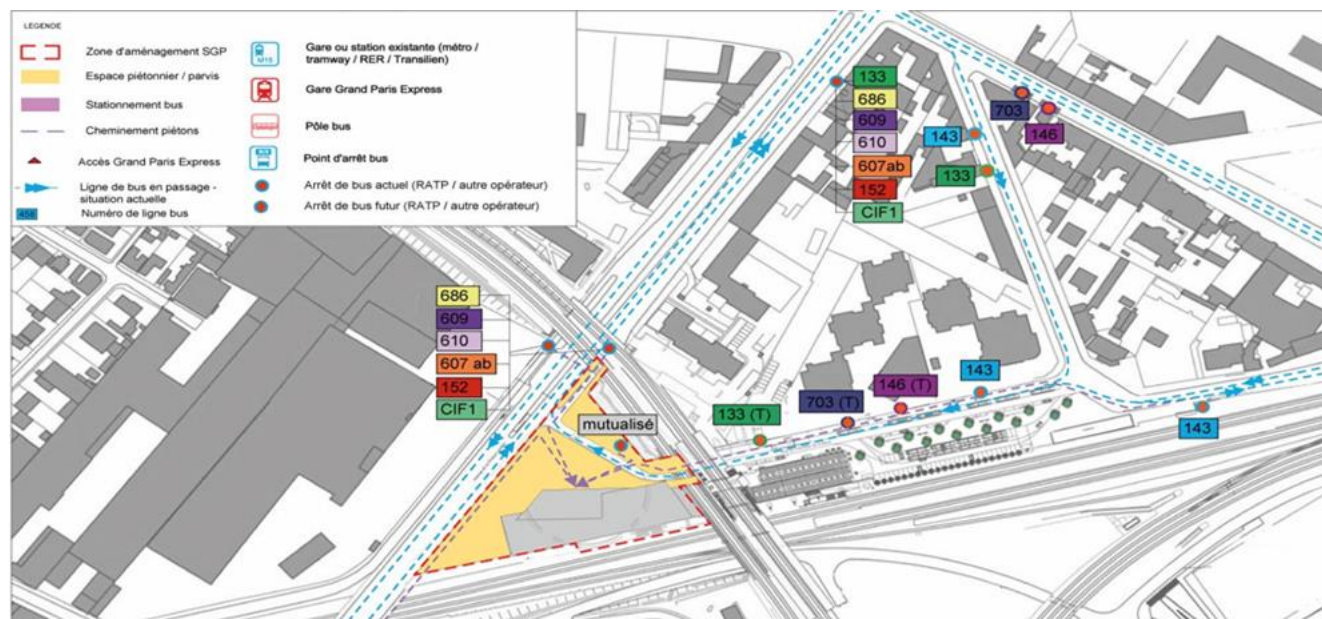 LEGENDE
Zone d'aménagement SGP
Espace piétonnier / parvis
Stationnement bus
Cheminement piétons
Accès Grand Paris Express
Ligne de bus en passage -
situation actuelle
456
Numéro de ligne bus
Gare ou station existante (métro /
tramway / RER / Transilien)
Gare Grand Paris Express
Pôle bus
Point d'arrêt bus
Arrêt de bus actuel (RATP / autre opérateur)
Arrêt de bus futur (RATP / autre opérateur)
133
686
609
610
607ab
152
CIF1
703
146
143
133
686
609
610
607 ab
152
CIF1
mutualisé
133 (T)
703 (T)
146 (T)
143
143